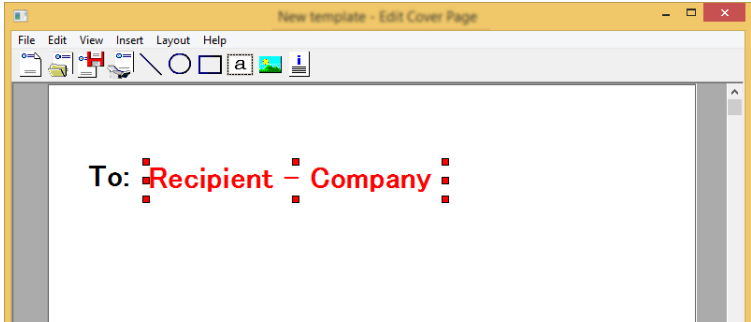 New template - Edit Cover Page
File Edit View Insert Layout Help
a
i
To: Recipient – Company